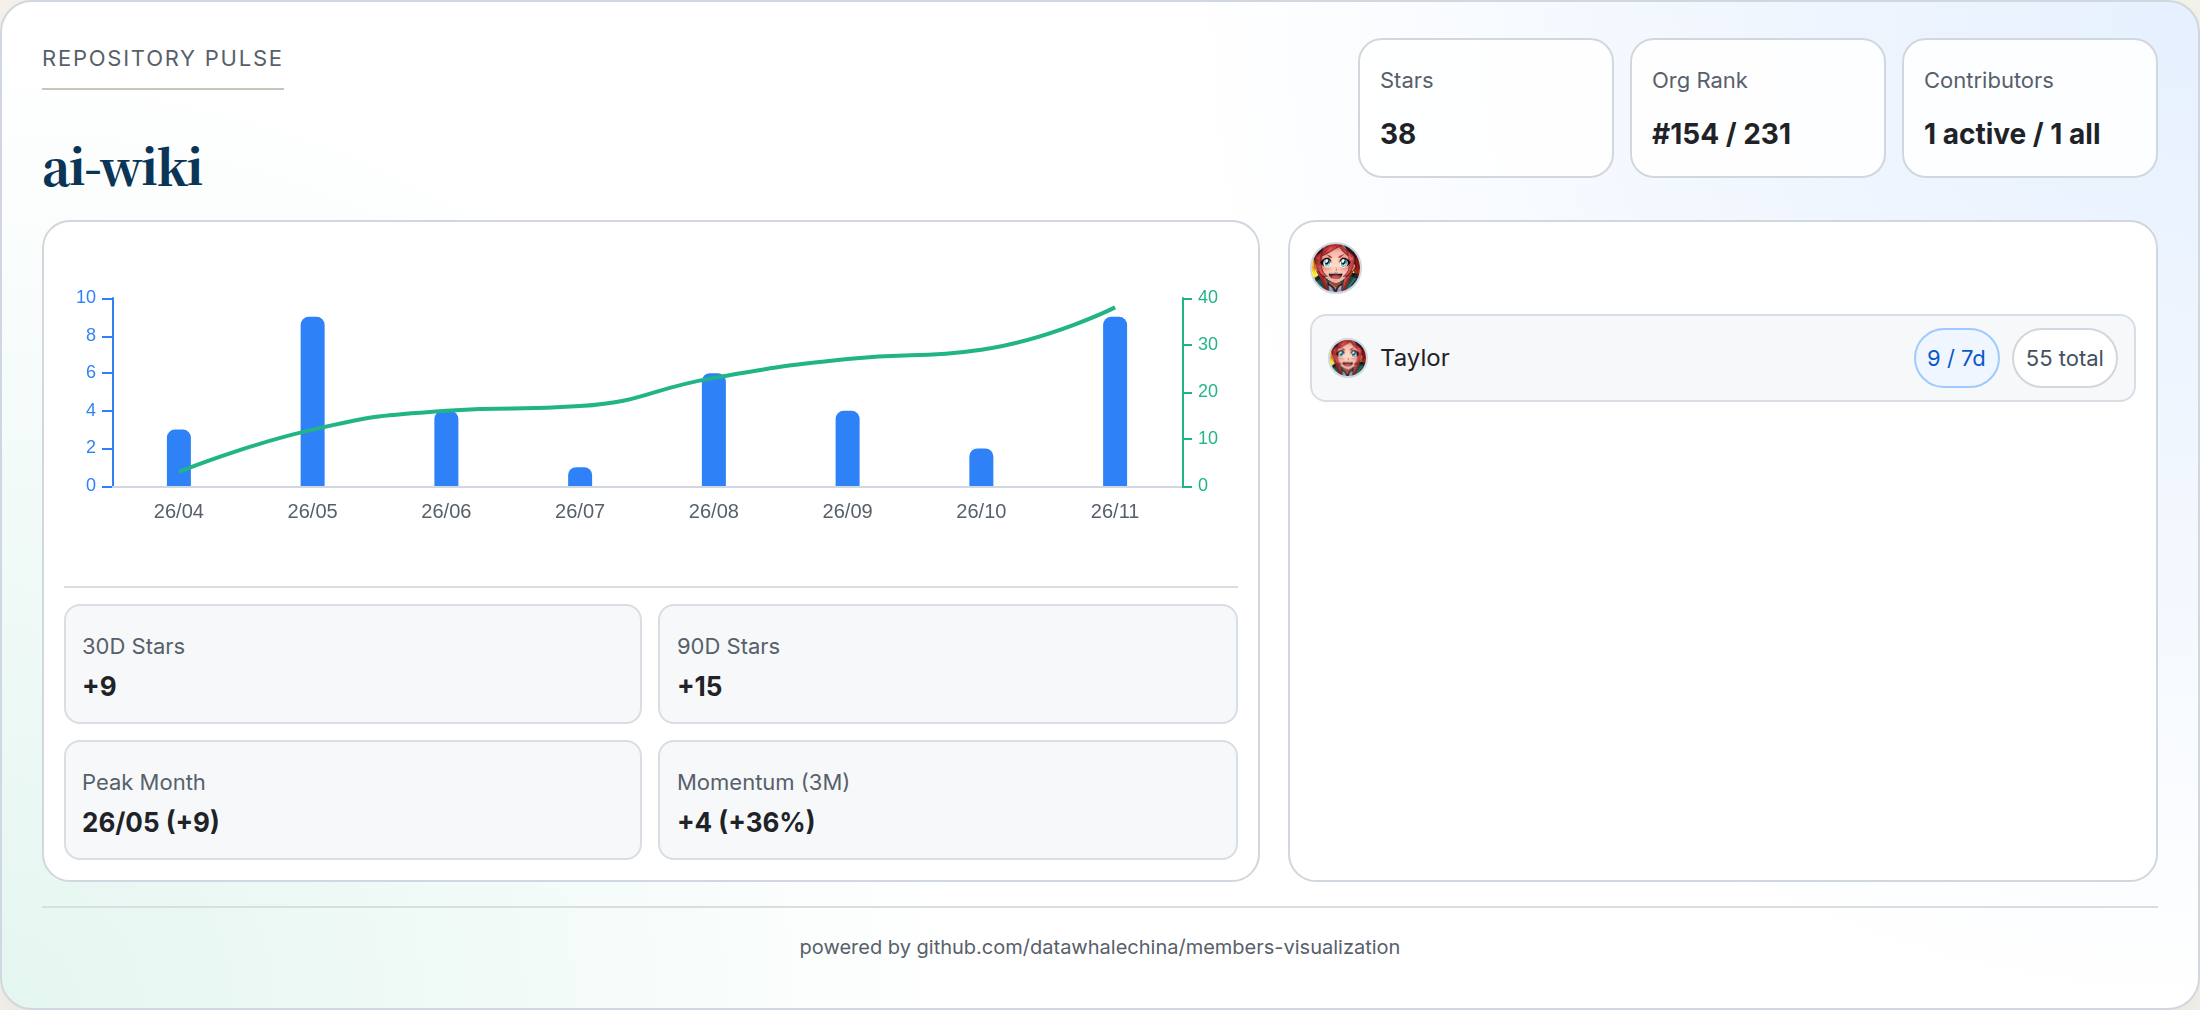 REPOSITORY PULSE
ai-wiki
Stars
38
Org Rank
#154 / 231
Contributors
1 active / 1 all
10
8
6
4
2
0
40
30
20
10
0
26/04
26/05
26/06
26/07
26/08
26/09
26/10
26/11
30D Stars
+9
90D Stars
+15
Peak Month
26/05 (+9)
Momentum (3M)
+4 (+36%)
Taylor
9 / 7d
55 total
powered by github.com/datawhalechina/members-visualization